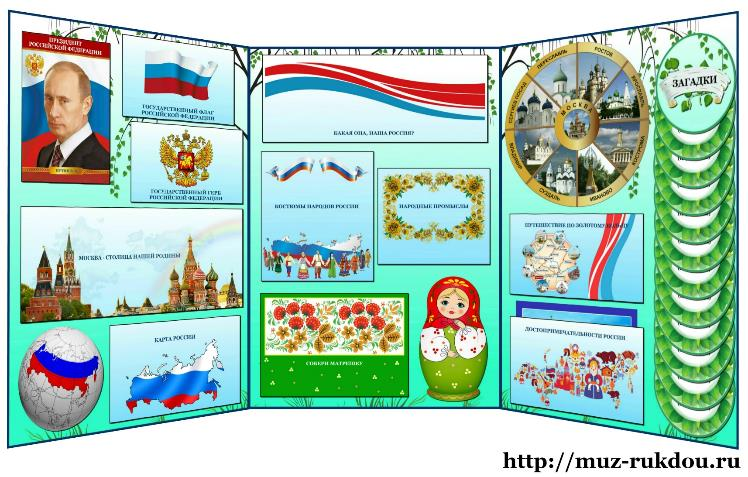 ПРЕЗИДЕНТ
РОССИЙСКОЙ ФЕДЕРАЦИИ
ГОСУДАРСТВЕННЫЙ ФЛАГ
РОССИЙСКОЙ ФЕДЕРАЦИИ
ГОСУДАРСТВЕННЫЙ ГЕРБ
РОССИЙСКОЙ ФЕДЕРАЦИИ
МОСКВА - СТОЛИЦА НАШЕЙ РОДИНЫ
КАРТА РОССИИ
КАКАЯ ОНА, НАША РОССИЯ?
КОСТЮМЫ НАРОДОВ РОССИИ
НАРОДНЫЕ ПРОМЫСЛЫ
СОБЕРИ МАТРЕШКУ
ПЕРЕСЛАВЛЬ
РОСТОВ
ЯРОСЛАВЛЬ
КОСТРОМА
ИВАНОВО
СУЗДАЛЬ
ВЛАДИМИР
СЕРГИЕВ ПОСАД
МОСКВА
ПУТЕШЕСТВИЕ ПО ЗОЛОТОМУ
ДОСТОПРИМЕЧАТЕЛЬНОСТИ РОССИИ
ЗАГАДКИ
http://muz-rukdou.ru